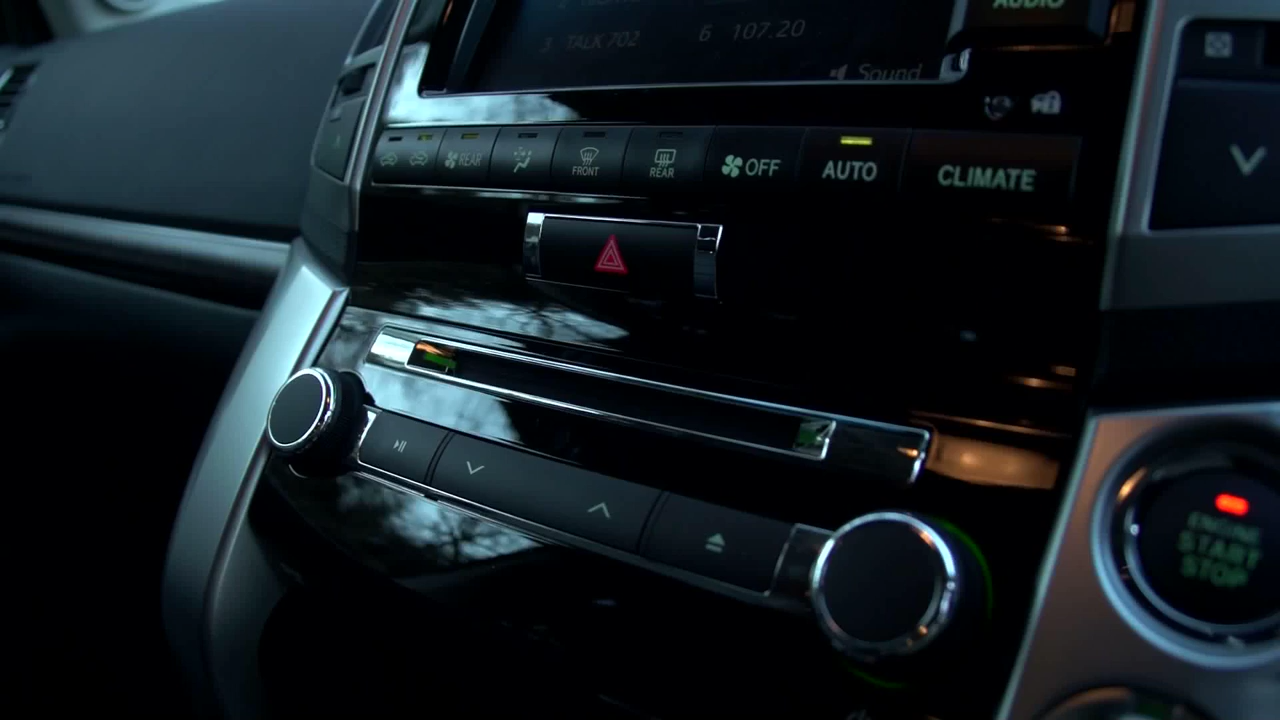 AUDIO
3 TALK 702
6 107.20
Sound
REAR
FRONT
REAR
OFF
AUTO
CLIMATE
ENGINE
START
STOP